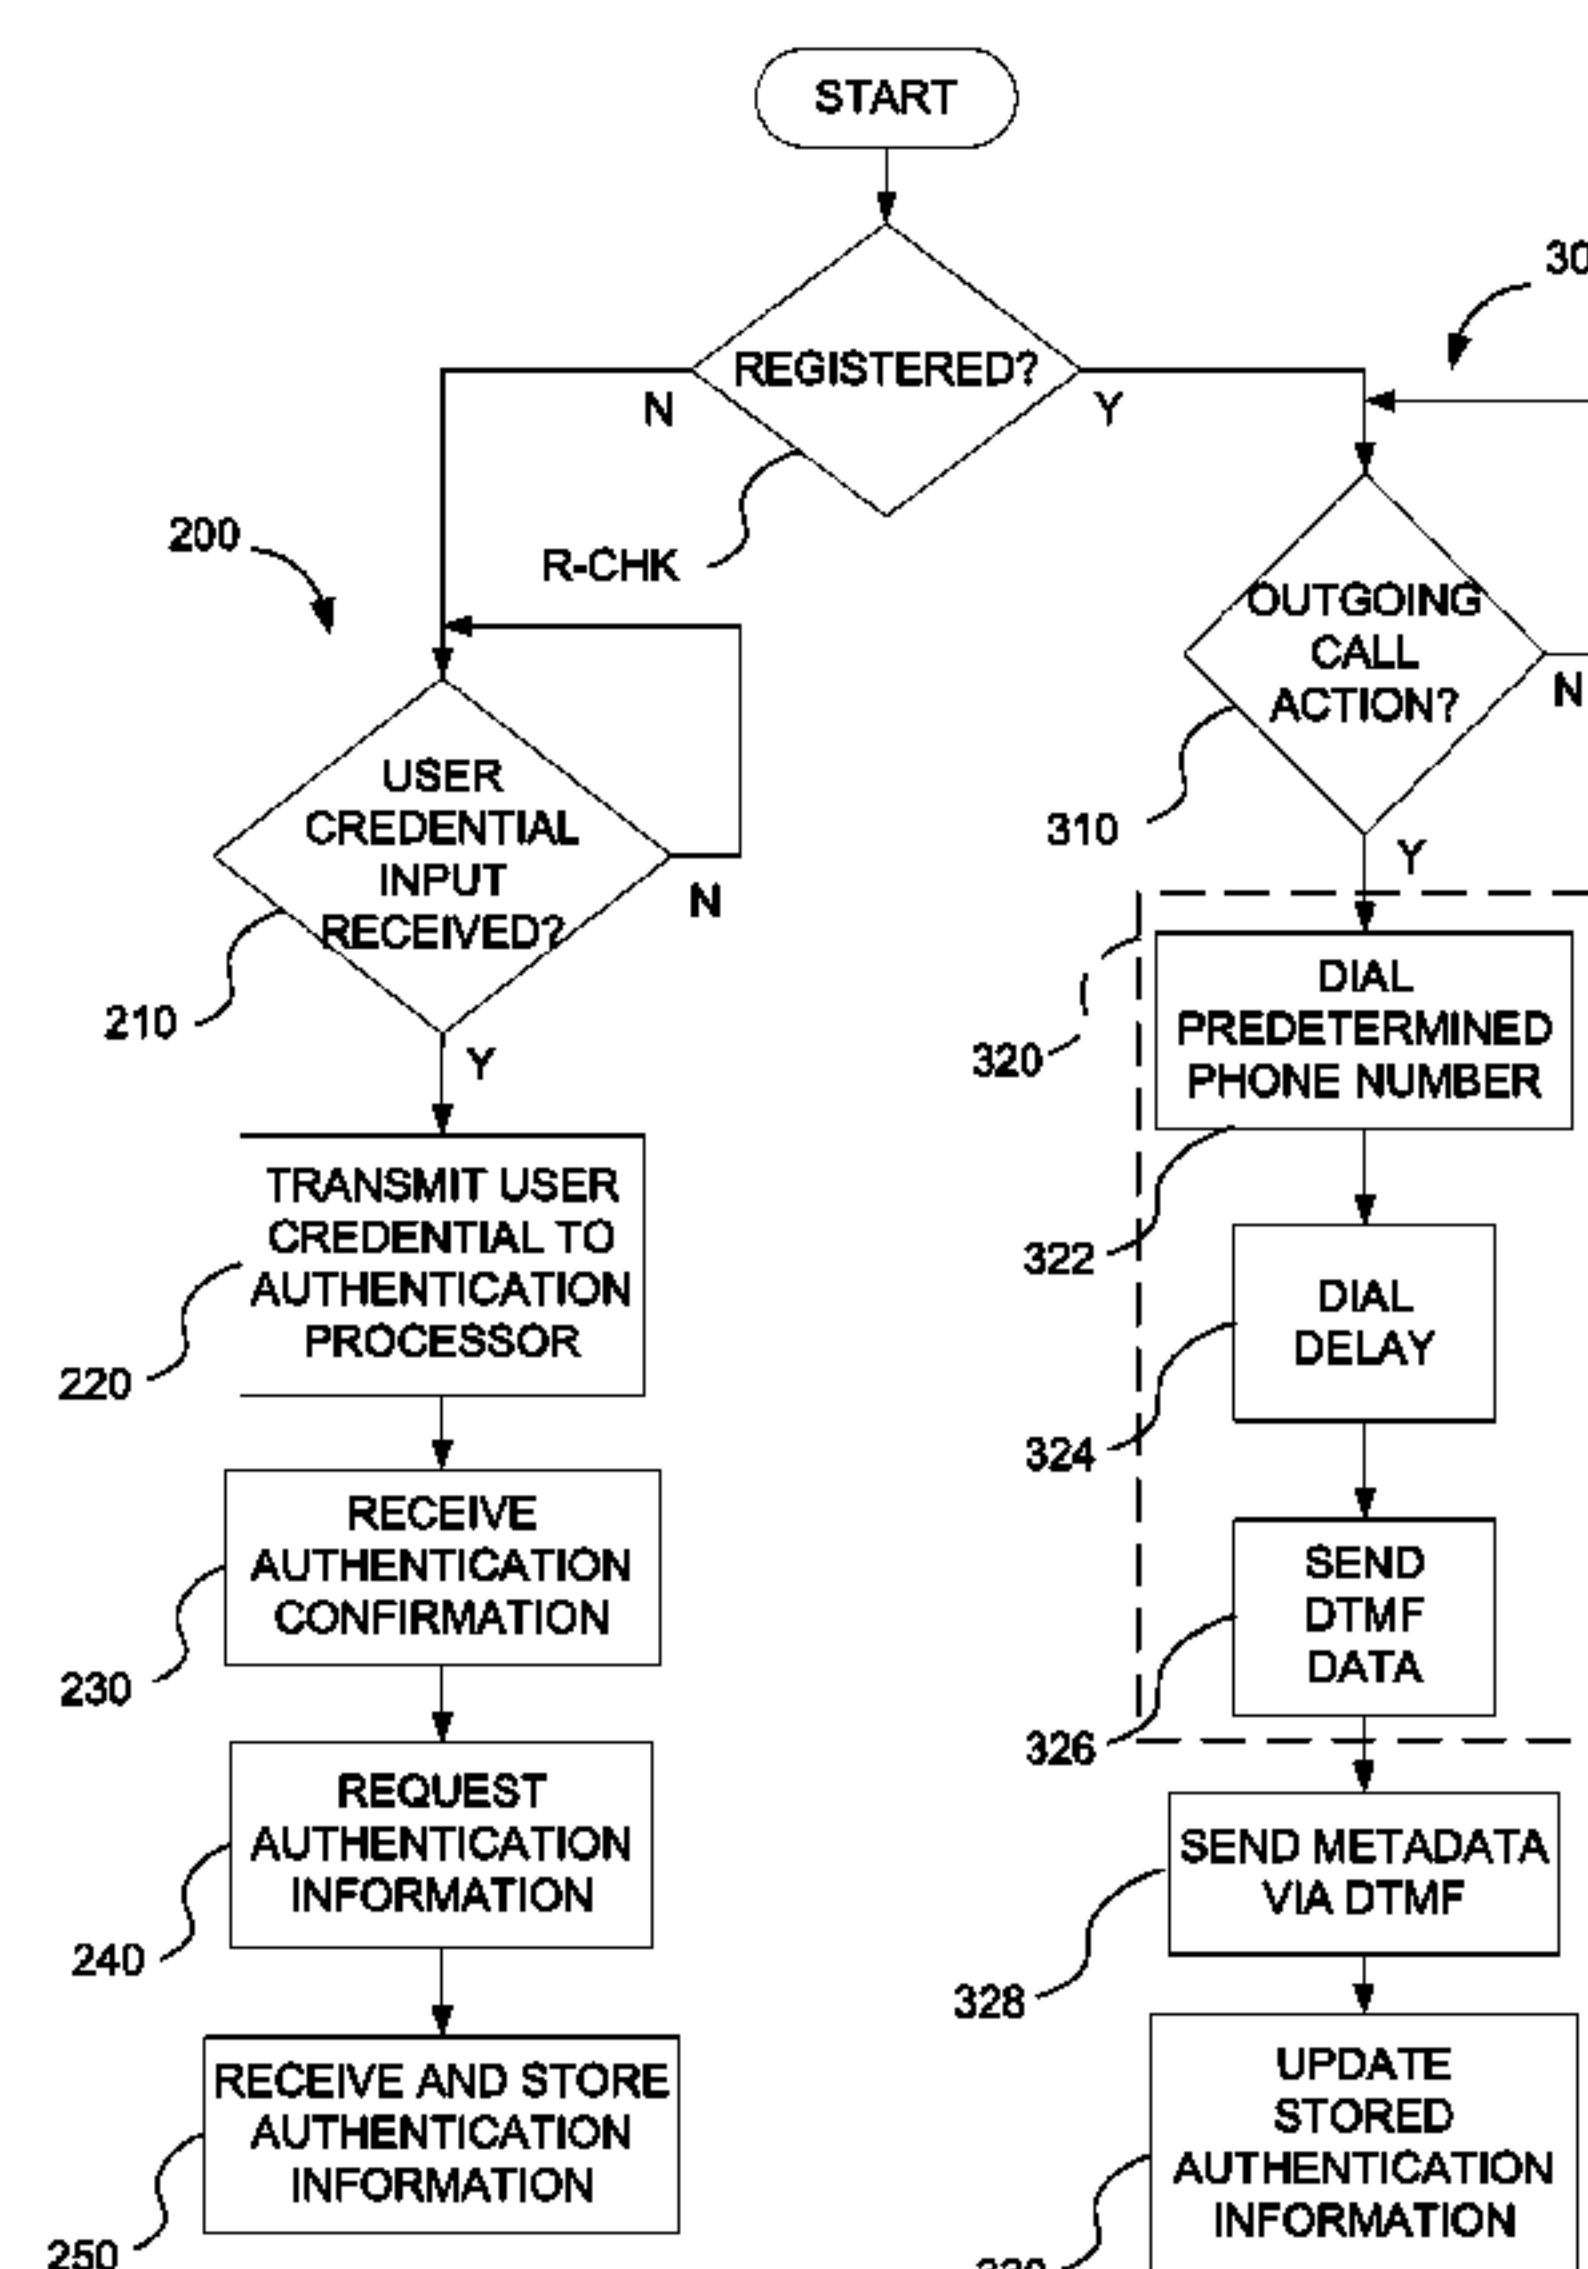 START
REGISTERED?
N
Y
R-CHK
200
USER
CREDENTIAL
INPUT
RECEIVED?
N
210
Y
TRANSMIT USER
CREDENTIAL TO
AUTHENTICATION
PROCESSOR
220
RECEIVE
AUTHENTICATION
CONFIRMATION
230
REQUEST
AUTHENTICATION
INFORMATION
240
RECEIVE AND STORE
AUTHENTICATION
INFORMATION
250
OUTGOING
CALL
ACTION?
N
310
Y
320
DIAL
PREDETERMINED
PHONE NUMBER
322
DIAL
DELAY
324
SEND
DTMF
DATA
326
SEND METADATA
VIA DTMF
328
UPDATE
STORED
AUTHENTICATION
INFORMATION